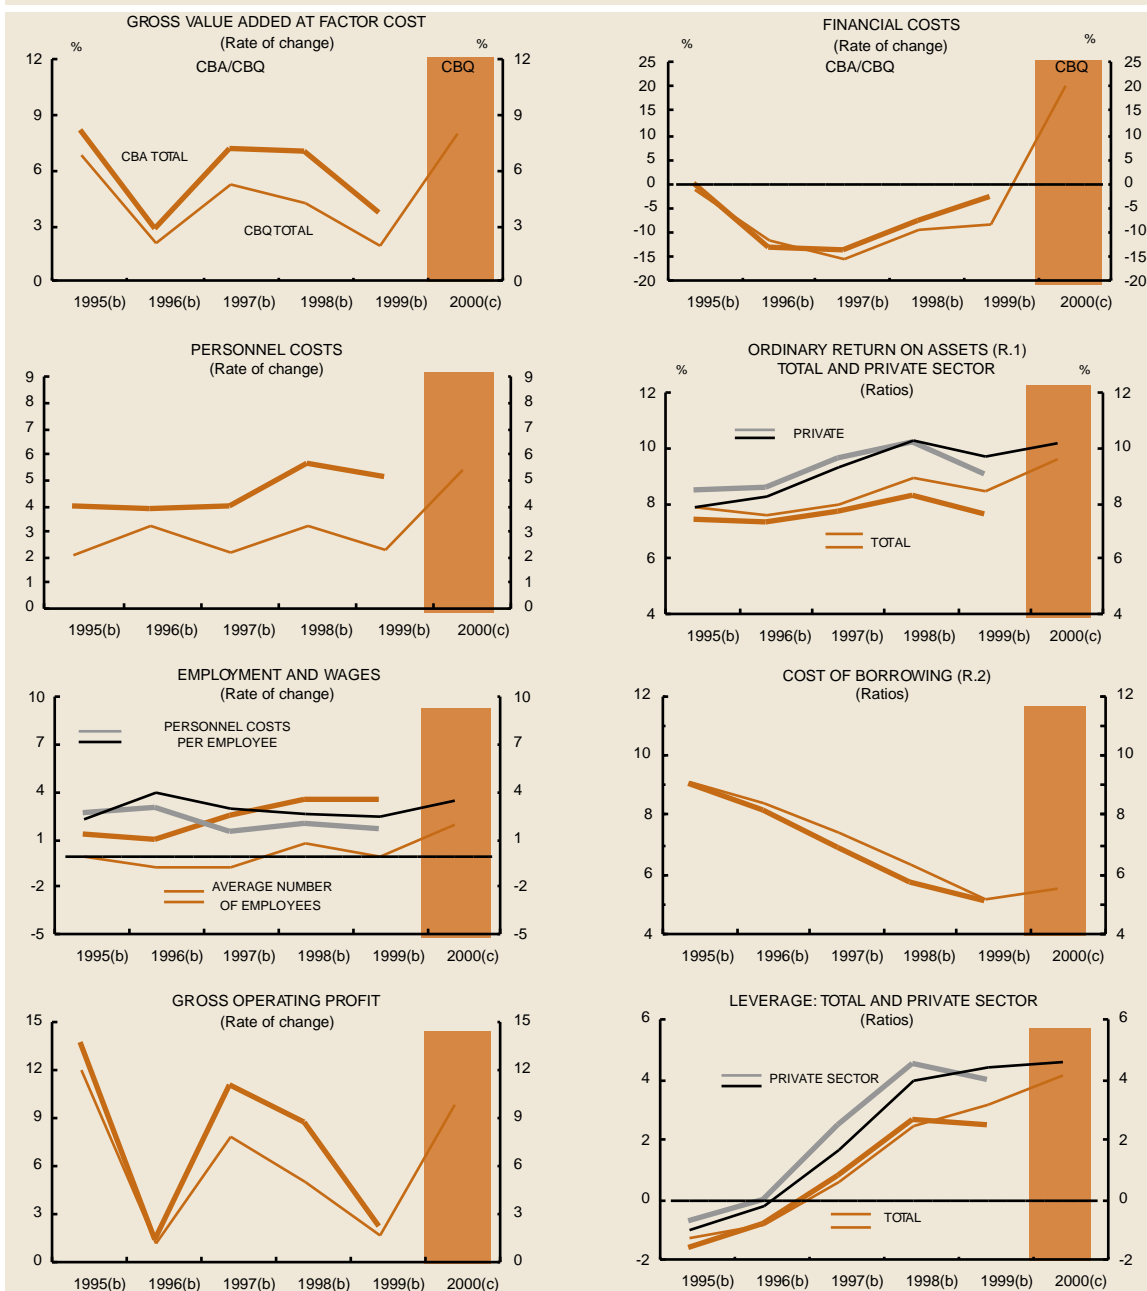 GROSS VALUE ADDED AT FACTOR COST
(Rate of change)
% %
CBA/CBQ
CBQ
12 12
9 9
CBA TOTAL
6 6
CBQ TOTAL
3 3
0 0
1995(b) 1996(b) 1997(b) 1998(b) 1999(b) 2000(c)
FINANCIAL COSTS
(Rate of change)
% %
CBA/CBQ
CBQ
25 25
20 20
15 15
10 10
5 5
0 0
-5 -5
-10 -10
-15 -15
-20 -20
1995(b) 1996(b) 1997(b) 1998(b) 1999(b) 2000(c)
PERSONNEL COSTS
(Rate of change)
9 9
8 8
7 7
6 6
5 5
4 4
3 3
2 2
1 1
0 0
1995(b) 1996(b) 1997(b) 1998(b) 1999(b) 2000(c)
ORDINARY RETURN ON ASSETS (R.1)
TOTAL AND PRIVATE SECTOR
% %
(Ratios)
12 12
PRIVATE
10 10
8 8
TOTAL
6 6
4 4
1995(b) 1996(b) 1997(b) 1998(b) 1999(b) 2000(c)
EMPLOYMENT AND WAGES
(Rate of change)
10 10
PERSONNEL COSTS
PER EMPLOYEE
7 7
4 4
1 1
-2 -2
AVERAGE NUMBER
OF EMPLOYEES
-5 -5
1995(b) 1996(b) 1997(b) 1998(b) 1999(b) 2000(c)
COST OF BORROWING (R.2)
(Ratios)
12 12
10 10
8 8
6 6
4 4
1995(b) 1996(b) 1997(b) 1998(b) 1999(b) 2000(c)
GROSS OPERATING PROFIT
(Rate of change)
15 15
12 12
9 9
6 6
3 3
0 0
1995(b) 1996(b) 1997(b) 1998(b) 1999(b) 2000(c)
LEVERAGE: TOTAL AND PRIVATE SECTOR
(Ratios)
6 6
PRIVATE SECTOR
4 4
2 2
0 0
TOTAL
-2 -2
1995(b) 1996(b) 1997(b) 1998(b) 1999(b) 2000(c)